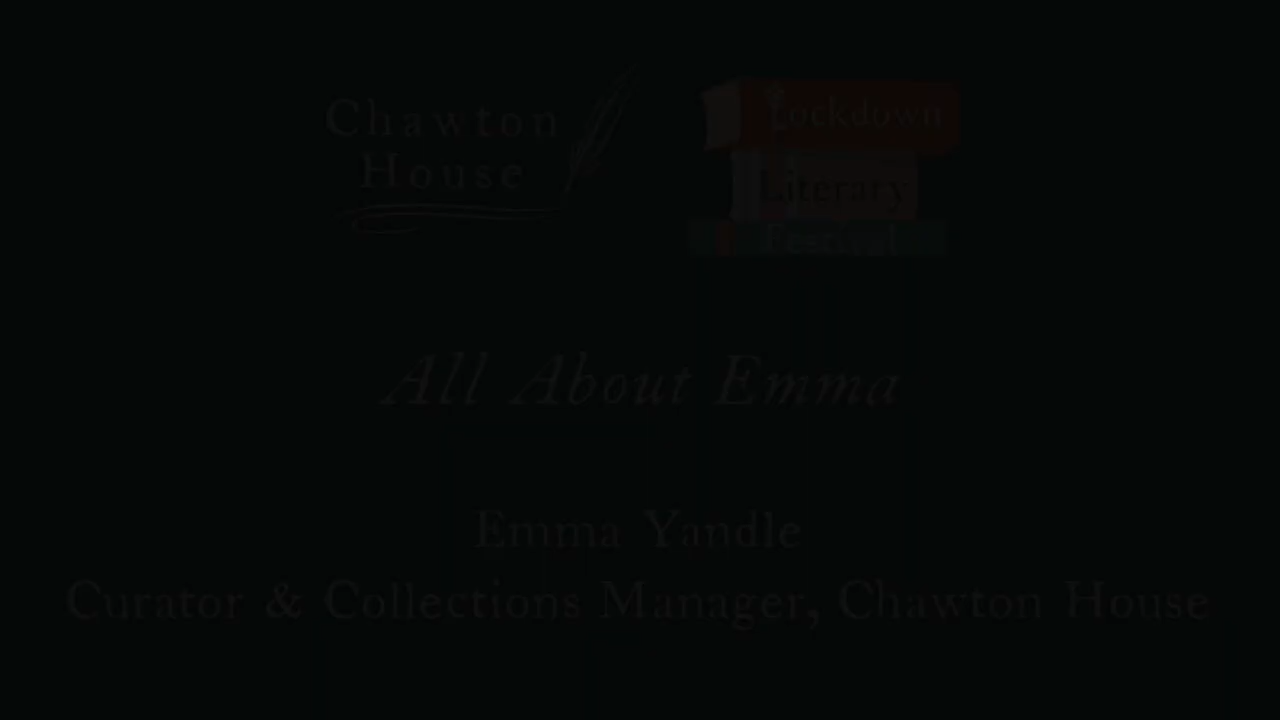 Chawton
House
Lockdown
Literary
Festival
All About Emma
Emma Yandle
Curator & Collections Manager, Chawton House